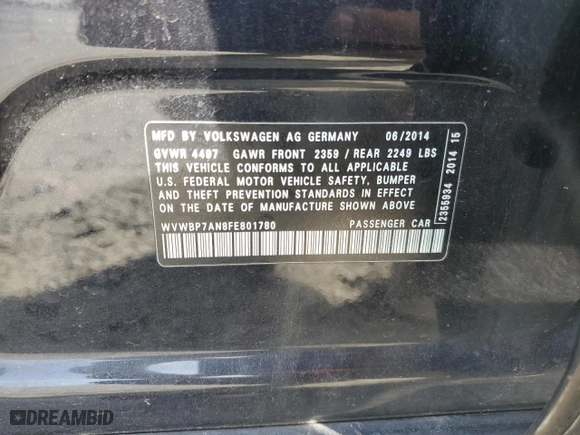 MFD BY VOLKSWAGEN AG GERMANY 06/2014
GVWR 4497 GAWR FRONT 2359 / REAR 2249 LBS
THIS VEHICLE CONFORMS TO ALL APPLICABLE
U.S. FEDERAL MOTOR VEHICLE SAFETY, BUMPER
AND THEFT PREVENTION STANDARDS IN EFFECT
ON THE DATE OF MANUFACTURE SHOWN ABOVE
WVWBP7AN8FE801780 PASSENGER CAR
2355934 2014 15
DREAMBID